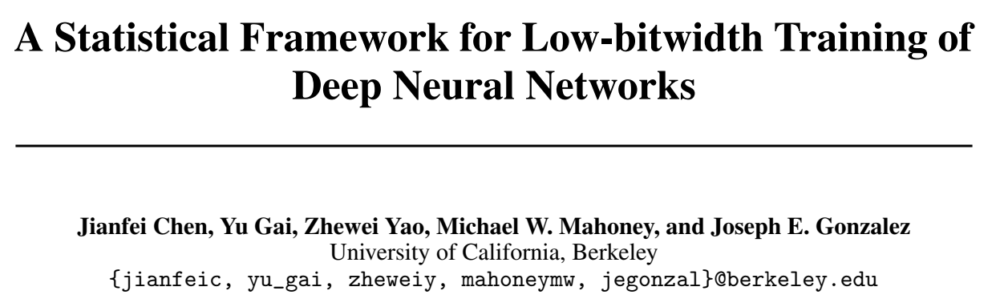 A Statistical Framework for Low-bitwidth Training of
Deep Neural Networks
Jianfei Chen, Yu Gai, Zhewei Yao, Michael W. Mahoney, and Joseph E. Gonzalez
University of California, Berkeley
{jianfeic, yu_gai, zheweiy, mahoneymw, jegonzal}@berkeley.edu